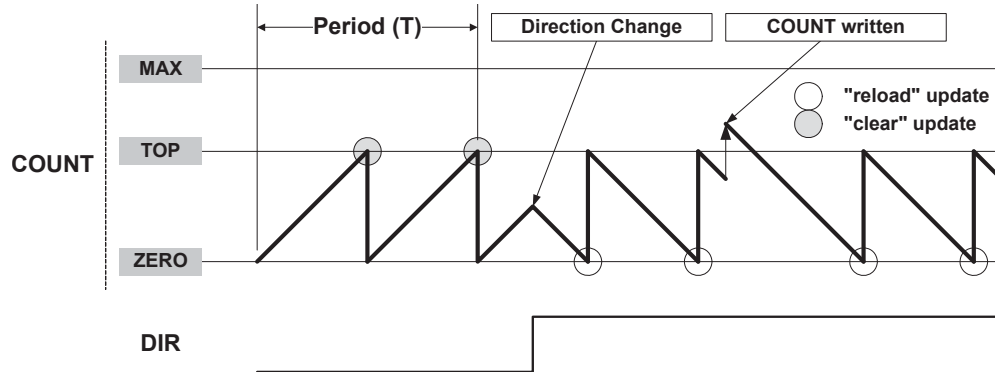 Period (T)
Direction Change
COUNT written
MAX
"reload" update
"clear" update
TOP
COUNT
ZERO
DIR